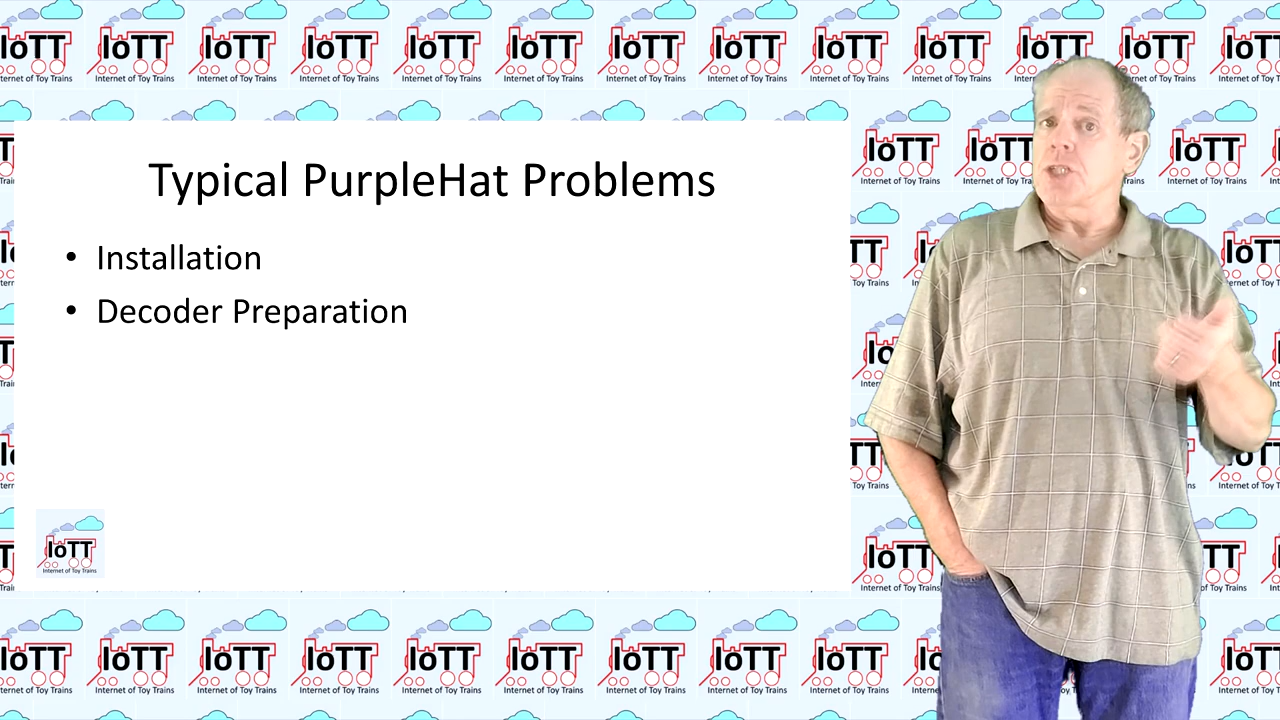 Typical PurpleHat Problems
• Installation
• Decoder Preparation
IoTT
Internet of Toy Trains